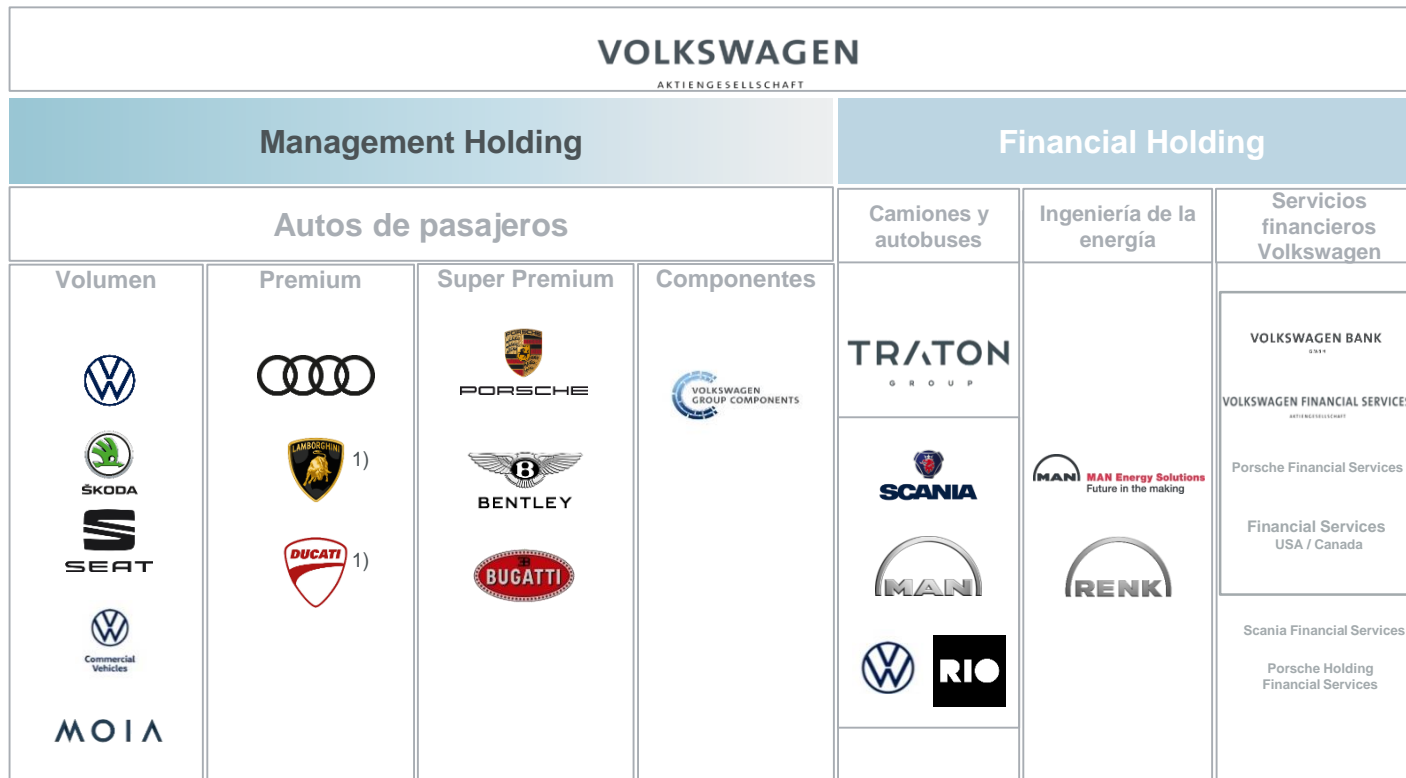 VOLKSWAGEN
AKTIENGESELLSCHAFT
Management Holding
Financial Holding
Autos de pasajeros
Camiones y
autobuses
Ingeniería de la
energía
Servicios
financieros
Volkswagen
Volumen
Premium
Super Premium
Componentes
ŠKODA
SEAT
Commercial
Vehicles
MOIA
LAMBORGHINI
1)
DUCATI
1)
PORSCHE
PORSCHE
B
BENTLEY
BUGATTI
VOLKSWAGEN
GROUP COMPONENTS
TRATON
GROUP
SCANIA
MAN
RIO
MAN
MAN Energy Solutions
Future in the making
RENK
VOLKSWAGEN BANK
VOLKSWAGEN FINANCIAL SERVICES
AKTIENGESELLSCHAFT
Porsche Financial Services
Financial Services
USA / Canada
Scania Financial Services
Porsche Holding
Financial Services